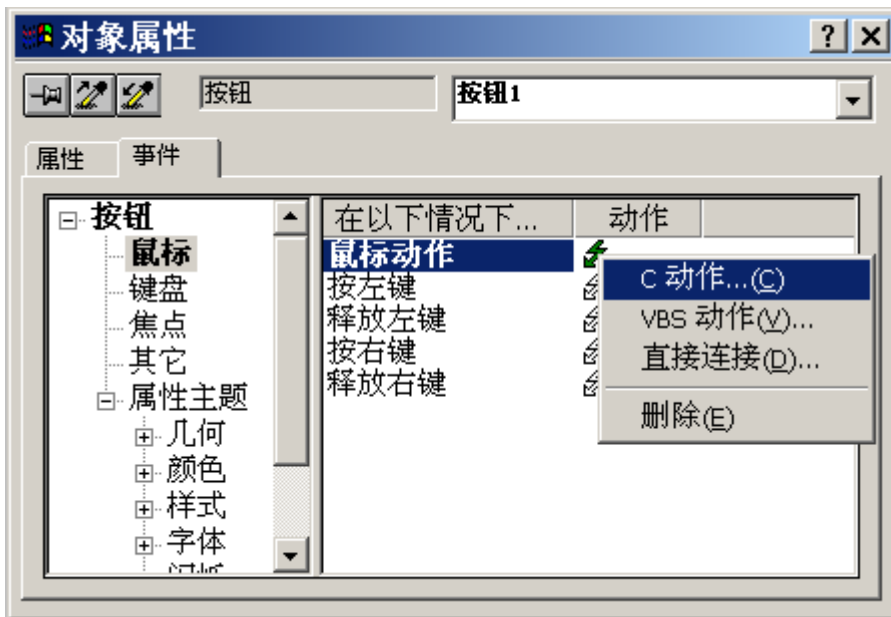 对象属性
按钮
按钮1
属性
事件
按钮
鼠标
键盘
焦点
其它
属性主题
几何
颜色
样式
字体
在以下情况下...
动作
鼠标动作
按左键
释放左键
按右键
释放右键
C 动作...(C)
VBS 动作(V)...
直接连接(D)...
删除(E)